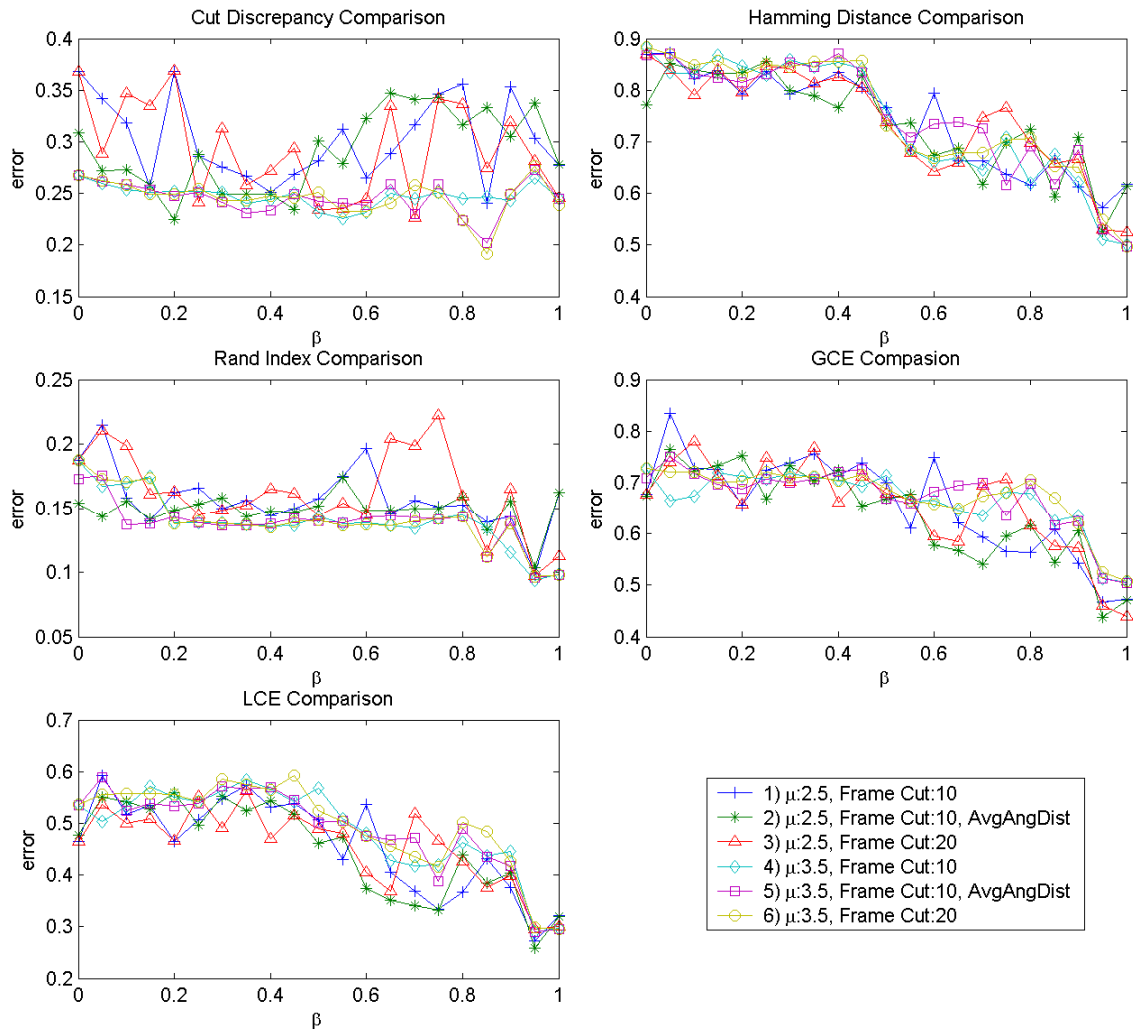 Cut Discrepancy Comparison
0.4
0.35
0.3
0.25
0.2
0.15
error
0 0.2 0.4 0.6 0.8 1
β
Hamming Distance Comparison
0.9
0.8
0.7
0.6
0.5
0.4
error
0 0.2 0.4 0.6 0.8 1
β
Rand Index Comparison
0.25
0.2
0.15
0.1
0.05
error
0 0.2 0.4 0.6 0.8 1
β
GCE Compasion
0.9
0.8
0.7
0.6
0.5
0.4
error
0 0.2 0.4 0.6 0.8 1
β
LCE Comparison
0.7
0.6
0.5
0.4
0.3
0.2
error
0 0.2 0.4 0.6 0.8 1
β
1) μ:2.5, Frame Cut:10
2) μ:2.5, Frame Cut:10, AvgAngDist
3) μ:2.5, Frame Cut:20
4) μ:3.5, Frame Cut:10
5) μ:3.5, Frame Cut:10, AvgAngDist
6) μ:3.5, Frame Cut:20